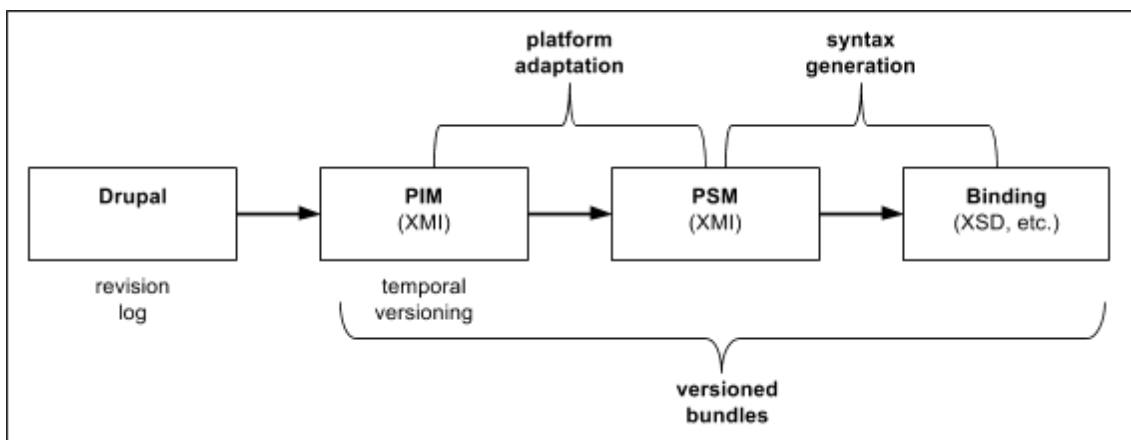 platform
adaptation
syntax
generation
Drupal
PIM
(XMI)
PSM
(XMI)
Binding
(XSD, etc.)
revision
log
temporal
versioning
versioned
bundles